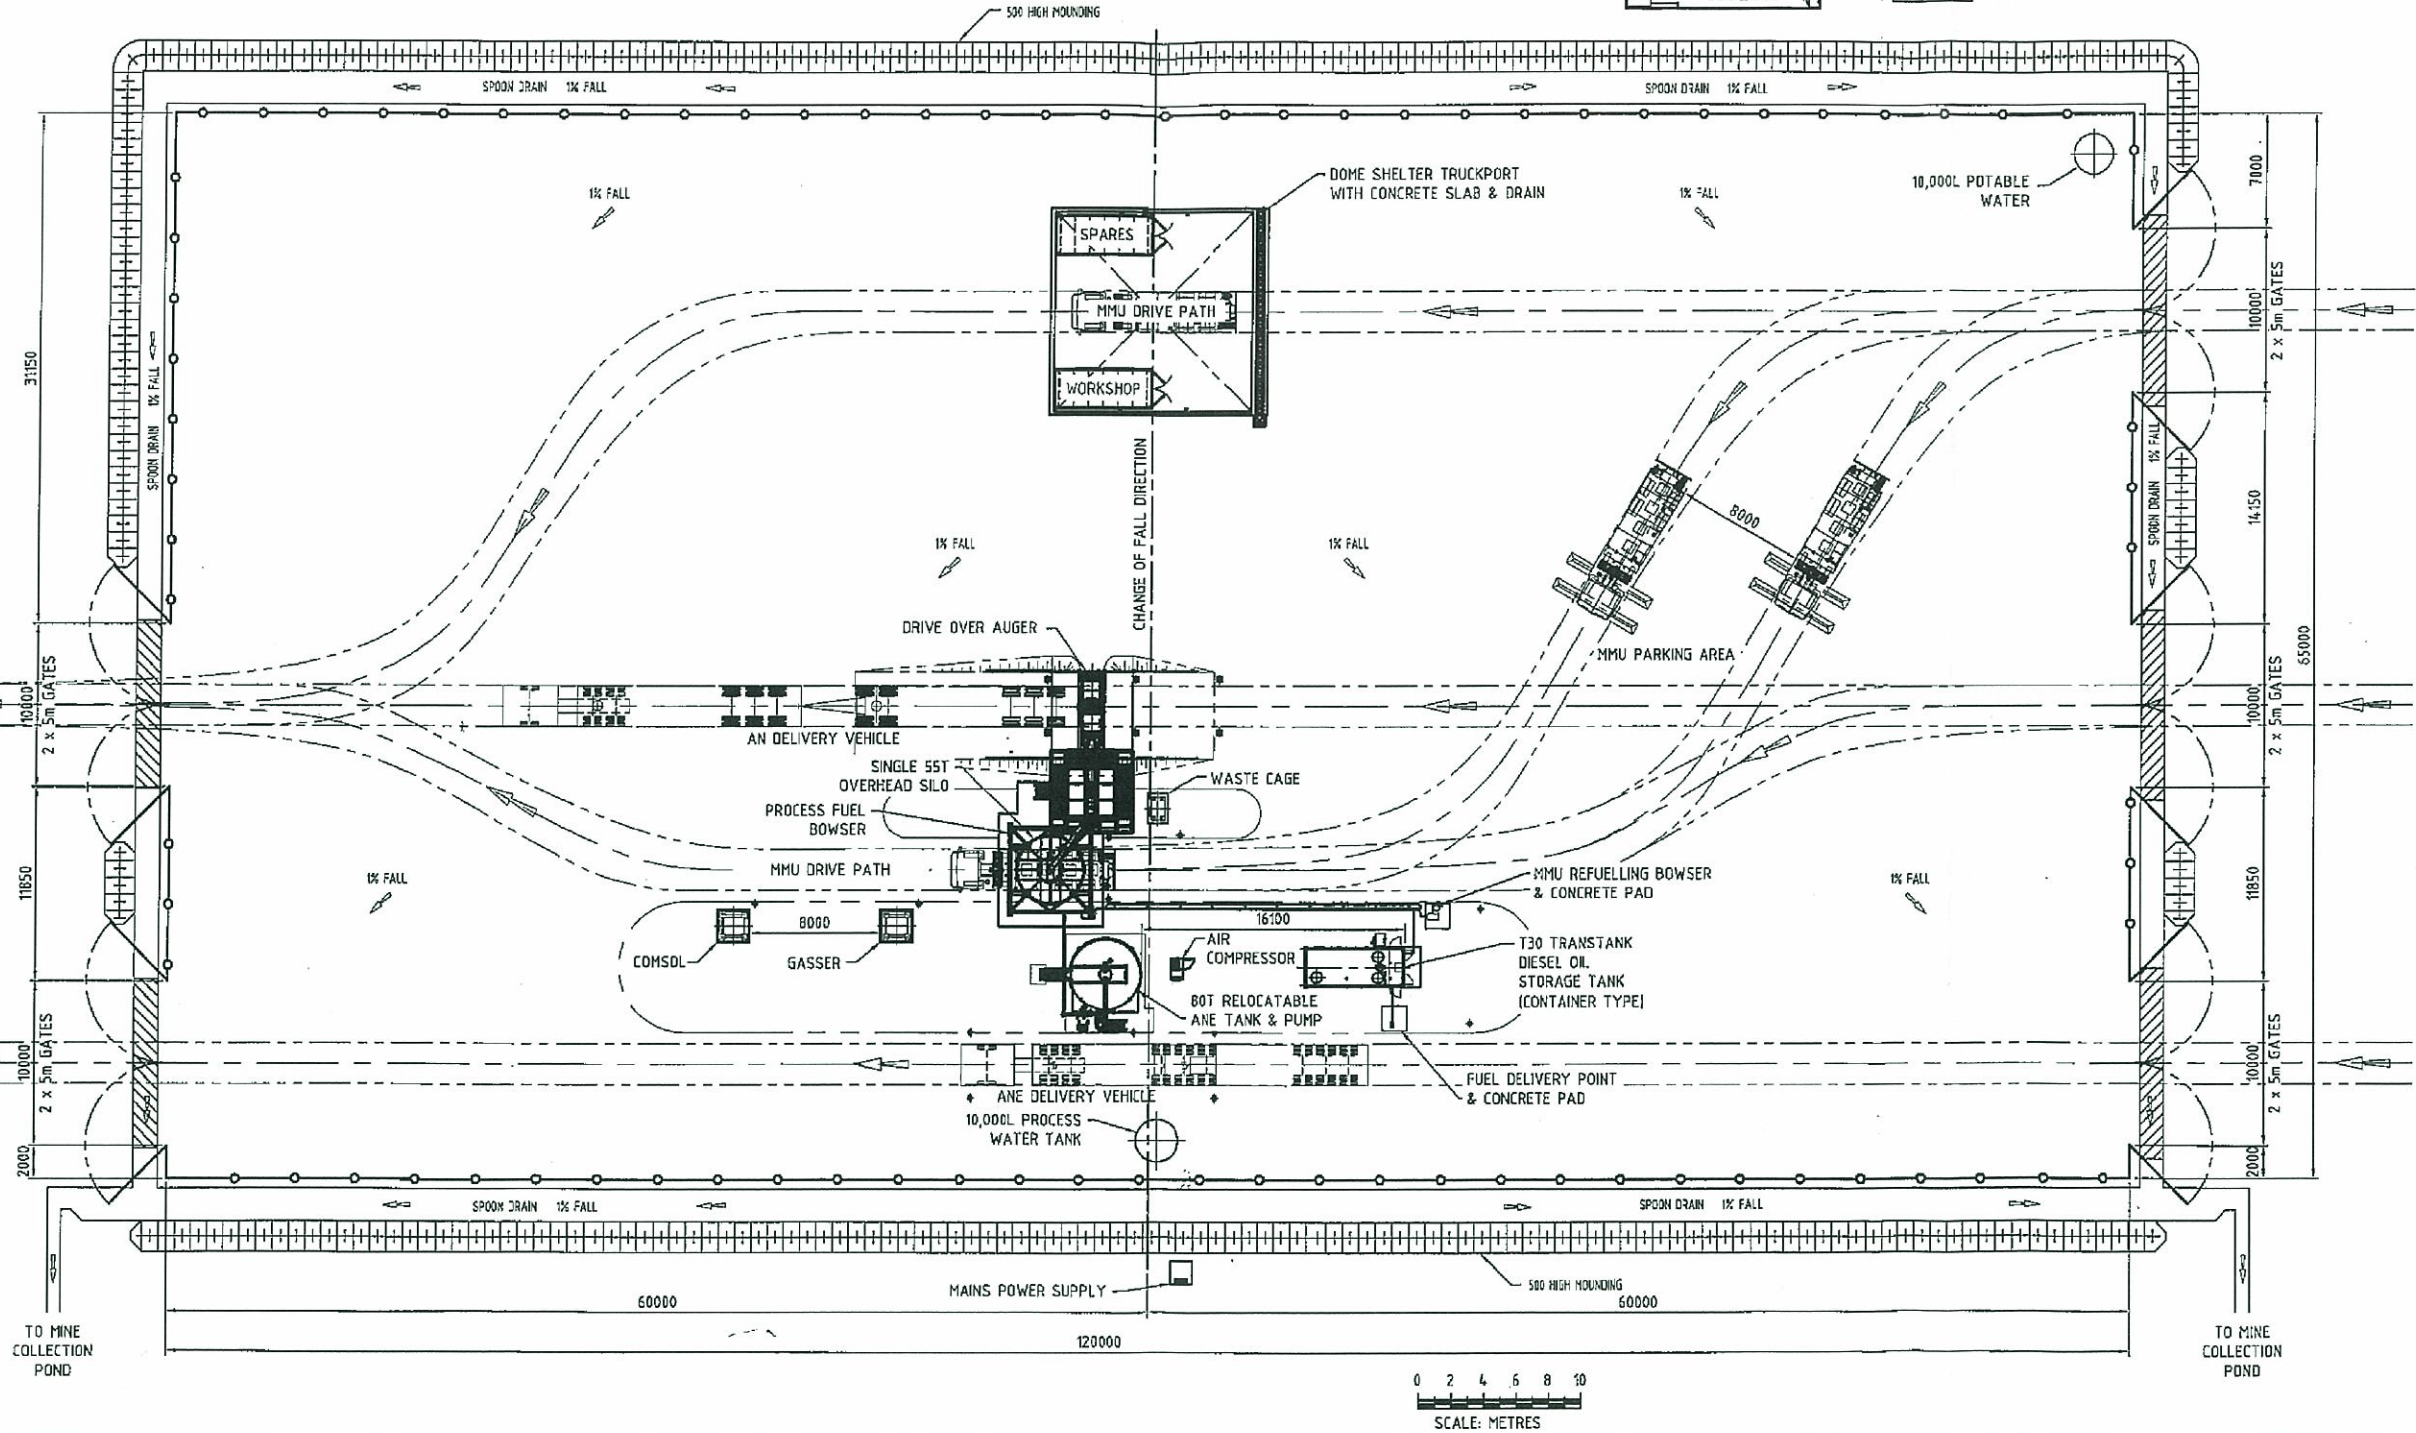 500 HIGH MOUNDING
SPOON DRAIN 1% FALL
SPOON DRAIN 1% FALL
1% FALL
DOME SHELTER TRUCKPORT
WITH CONCRETE SLAB & DRAIN
1% FALL
10,000L POTABLE
WATER
7000
SPARES
MMU DRIVE PATH
WORKSHOP
10000
2 x 5m GATES
31150
SPOON DRAIN 1% FALL
CHANGE OF FALL DIRECTION
SPOON DRAIN 1% FALL
14150
8000
1% FALL
1% FALL
DRIVE OVER AUGER
MMU PARKING AREA
65000
10000
2 x 5m GATES
10000
2 x 5m GATES
AN DELIVERY VEHICLE
SINGLE 55T
OVERHEAD SILO
WASTE CAGE
PROCESS FUEL
BOWSER
MMU DRIVE PATH
MMU REFUELLING BOWSER
& CONCRETE PAD
11850
1% FALL
1% FALL
11850
8000
16100
COMSOL
GASSER
AIR
COMPRESSOR
T30 TRANSTANK
DIESEL OIL
STORAGE TANK
(CONTAINER TYPE)
80T RELOCATABLE
ANE TANK & PUMP
10000
2 x 5m GATES
10000
2 x 5m GATES
FUEL DELIVERY POINT
& CONCRETE PAD
ANE DELIVERY VEHICLE
10,000L PROCESS
WATER TANK
2000
2000
SPOON DRAIN 1% FALL
SPOON DRAIN 1% FALL
MAINS POWER SUPPLY
500 HIGH MOUNDING
60000
60000
120000
TO MINE
COLLECTION
POND
TO MINE
COLLECTION
POND
0 2 4 6 8 10
SCALE: METRES